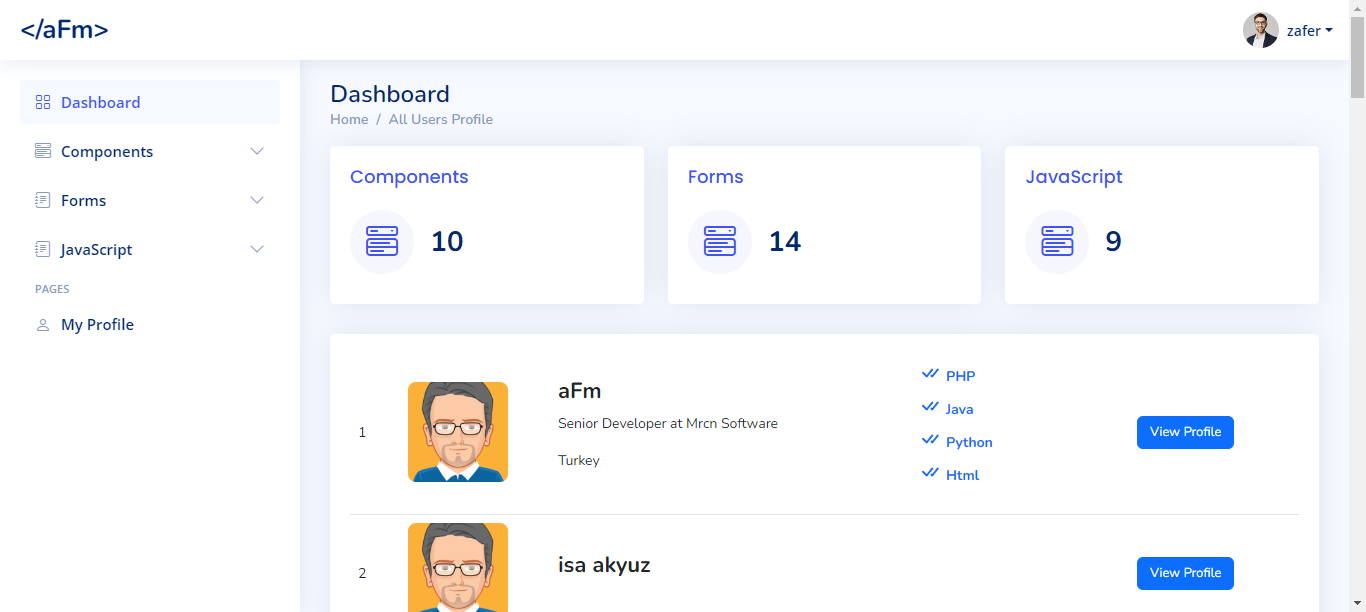 </aFm>
zafer
Dashboard
Components
Forms
JavaScript
PAGES
My Profile
Dashboard
Home / All Users Profile
Components
10
Forms
14
JavaScript
9
1
aFm
Senior Developer at Mrcn Software
Turkey
PHP
Java
Python
Html
View Profile
2
isa akyuz
View Profile